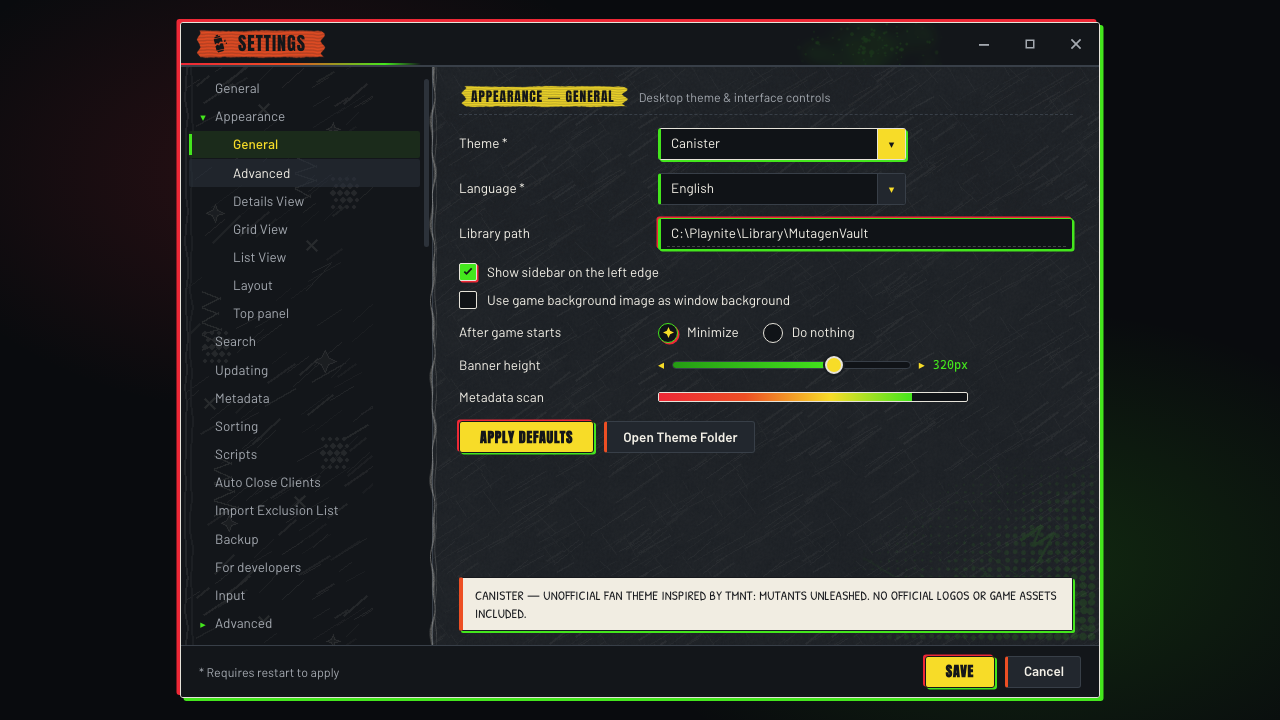 SETTINGS
General
Appearance
General
Advanced
Details View
Grid View
List View
Layout
Top panel
Search
Updating
Metadata
Sorting
Scripts
Auto Close Clients
Import Exclusion List
Backup
For developers
Input
Advanced
APPEARANCE — GENERAL Desktop theme & interface controls
Theme * Canister
Language * English
Library path C:\Playnite\Library\MutagenVault
Show sidebar on the left edge
Use game background image as window background
After game starts Minimize Do nothing
Banner height 320px
Metadata scan
APPLY DEFAULTS Open Theme Folder
CANISTER — UNOFFICIAL FAN THEME INSPIRED BY TMNT: MUTANTS UNLEASHED. NO OFFICIAL LOGOS OR GAME ASSETS
INCLUDED.
* Requires restart to apply SAVE Cancel